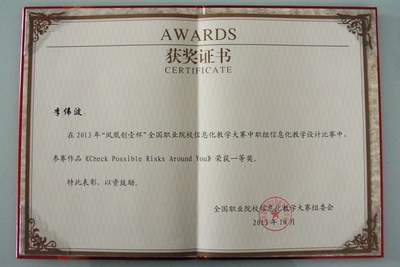 AWARDS
获奖证书
CERTIFICATE
李伟波
在2013年“凤凰创壹杯”全国职业院校信息化教学大赛中职组信息化教学设计比赛中，
参赛作品《Check Possible Risks Around You》荣获一等奖。
特此表彰，以资鼓励。
全国职业院校信息化教学大赛组委会
2013年10月